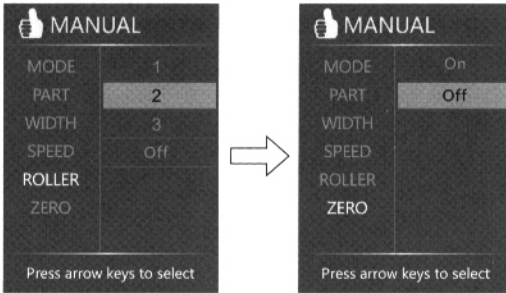 MANUAL
MODE 1
PART 2
WIDTH 3
SPEED Off
ROLLER
ZERO
Press arrow keys to select
MANUAL
MODE On
PART Off
WIDTH
SPEED
ROLLER
ZERO
Press arrow keys to select